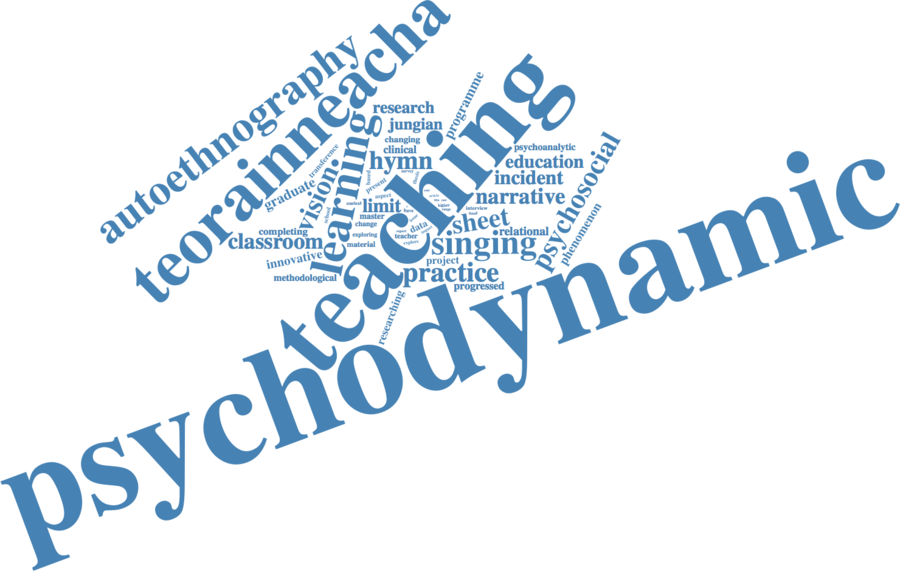 autoethnography
teorainneacha
research
programme
jungian
changing
clinical
teaching
hymn
psychoanalytic
education
incident
psychosocial
transference
graduate
vision
learning
present
aspect
limit
narrative
master
change
sheet
school
completing
classroom
exploring
teacher
data
interview
relational
singing
material
innovative
project
phenomenon
methodological
practice
progressed
researching
psychodynamic